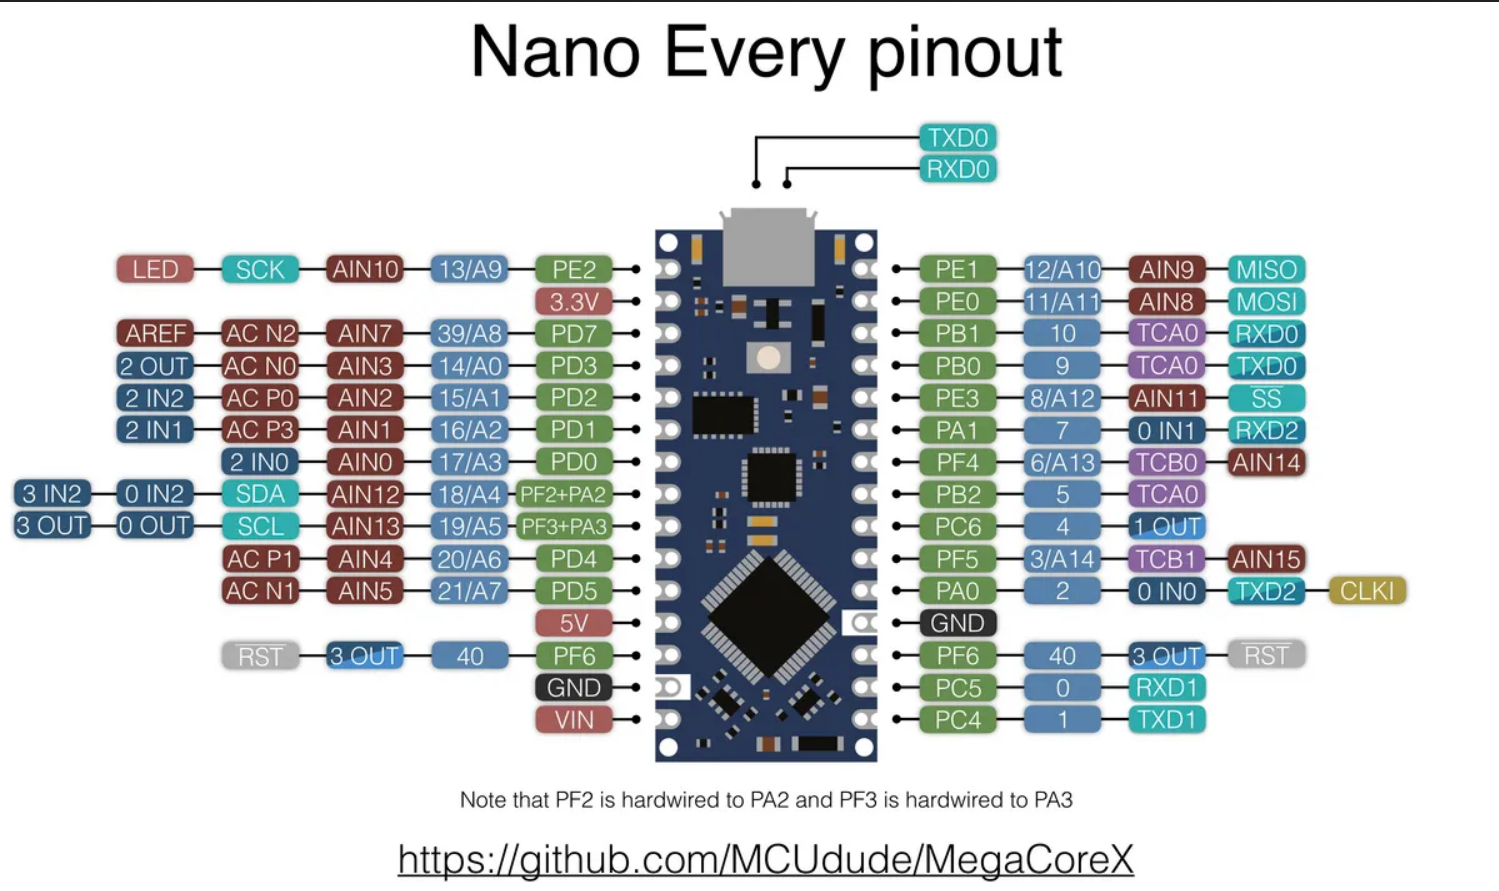 Nano Every pinout
TXD0
RXD0
LED SCK AIN10 13/A9 PE2 PE1 12/A10 AIN9 MISO
3.3V PE0 11/A11 AIN8 MOSI
AREF AC N2 AIN7 39/A8 PD7 PB1 10 TCA0 RXD0
2 OUT AC N0 AIN3 14/A0 PD3 PB0 9 TCA0 TXD0
2 IN2 AC P0 AIN2 15/A1 PD2 PE3 8/A12 AIN11 SS
2 IN1 AC P3 AIN1 16/A2 PD1 PA1 7 0 IN1 RXD2
2 IN0 AIN0 17/A3 PD0 PF4 6/A13 TCB0 AIN14
3 IN2 0 IN2 SDA AIN12 18/A4 PF2+PA2 PB2 5 TCA0
3 OUT 0 OUT SCL AIN13 19/A5 PF3+PA3 PC6 4 1 OUT
AC P1 AIN4 20/A6 PD4 PF5 3/A14 TCB1 AIN15
AC N1 AIN5 21/A7 PD5 PA0 2 0 IN0 TXD2 CLKI
5V GND
RST 3 OUT 40 PF6 PF6 40 3 OUT RST
GND PC5 0 RXD1
VIN PC4 1 TXD1
Note that PF2 is hardwired to PA2 and PF3 is hardwired to PA3
https://github.com/MCUdude/MegaCoreX